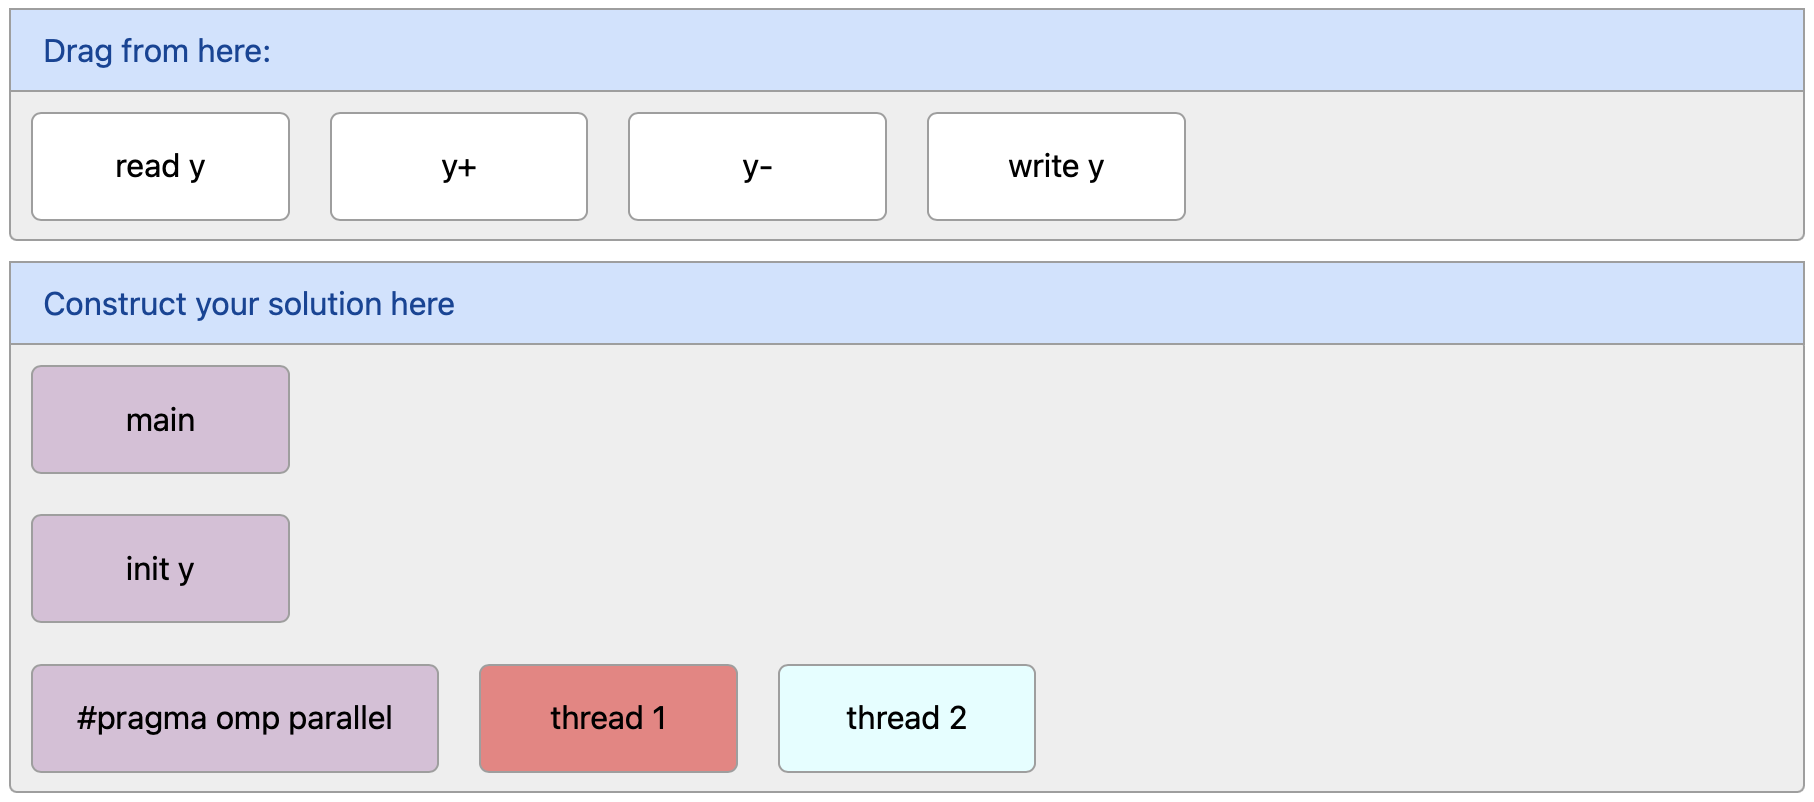 Drag from here:
read y y+ y- write y
Construct your solution here
main
init y
#pragma omp parallel thread 1 thread 2